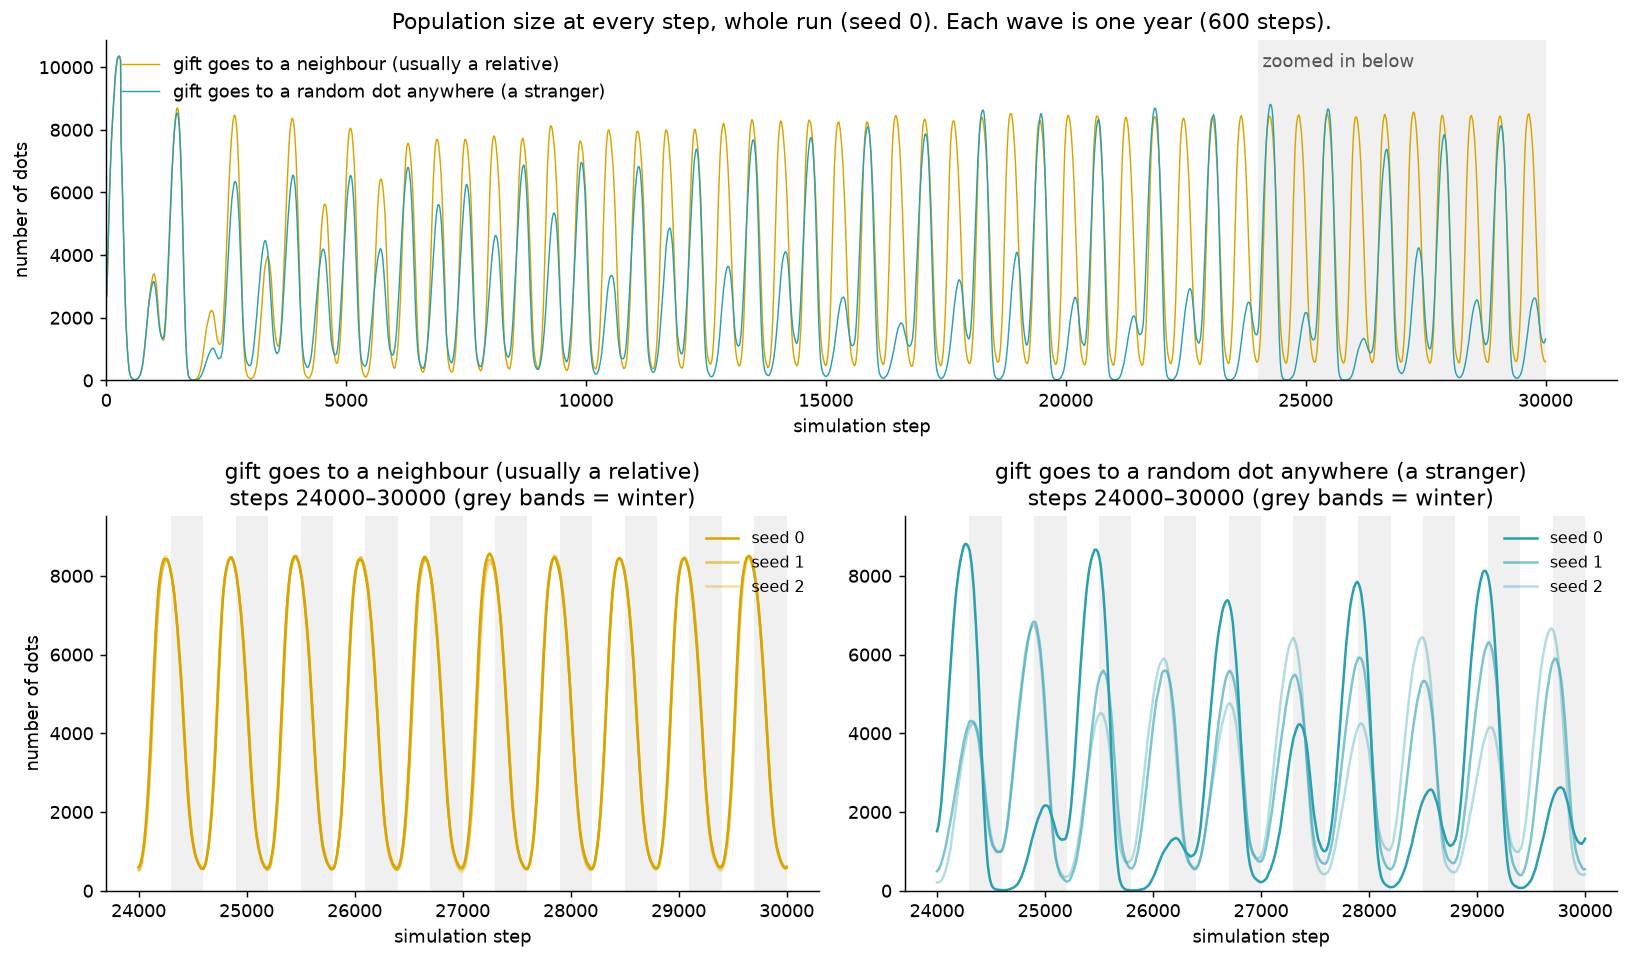 Population size at every step, whole run (seed 0). Each wave is one year (600 steps).
number of dots
10000
8000
6000
4000
2000
0
gift goes to a neighbour (usually a relative)
gift goes to a random dot anywhere (a stranger)
zoomed in below
0 5000 10000 15000 20000 25000 30000
simulation step
gift goes to a neighbour (usually a relative)
steps 24000–30000 (grey bands = winter)
number of dots
8000
6000
4000
2000
0
seed 0
seed 1
seed 2
24000 25000 26000 27000 28000 29000 30000
simulation step
gift goes to a random dot anywhere (a stranger)
steps 24000–30000 (grey bands = winter)
8000
6000
4000
2000
0
seed 0
seed 1
seed 2
24000 25000 26000 27000 28000 29000 30000
simulation step